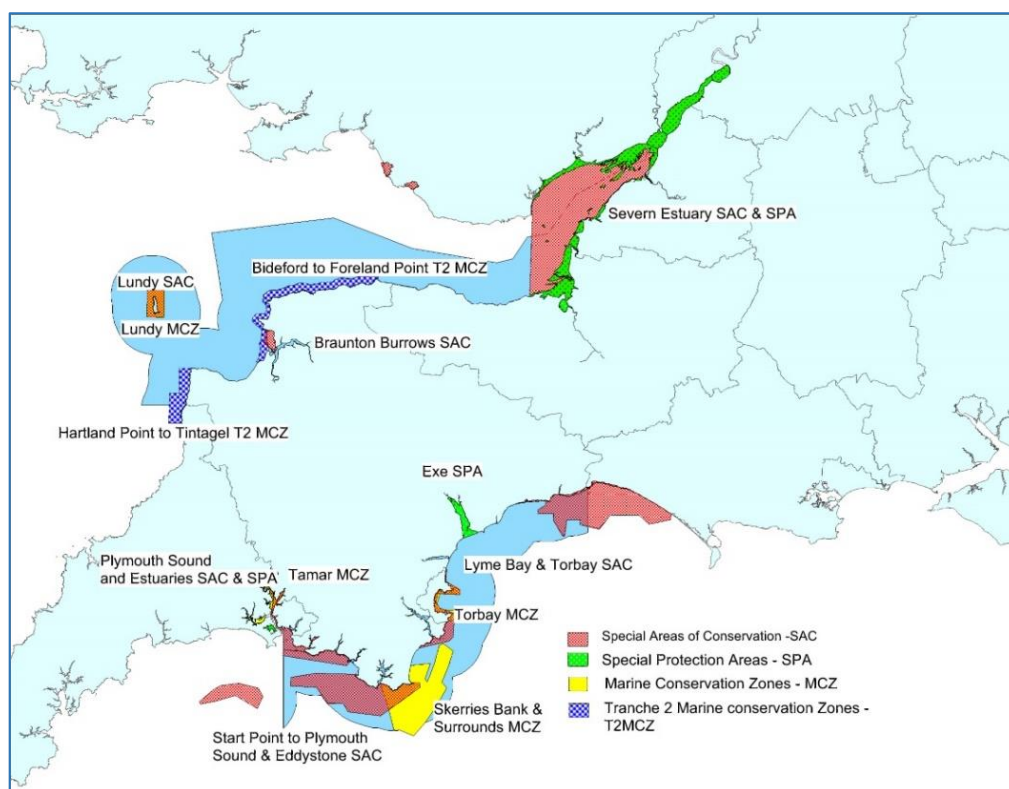 Severn Estuary SAC & SPA
Bideford to Foreland Point T2 MCZ
Lundy SAC
Lundy MCZ
Braunton Burrows SAC
Hartland Point to Tintagel T2 MCZ
Exe SPA
Plymouth Sound
and Estuaries SAC & SPA
Tamar MCZ
Lyme Bay & Torbay SAC
Torbay MCZ
Skerries Bank &
Surrounds MCZ
Start Point to Plymouth
Sound & Eddystone SAC
Special Areas of Conservation -SAC
Special Protection Areas - SPA
Marine Conservation Zones - MCZ
Tranche 2 Marine conservation Zones -
T2MCZ